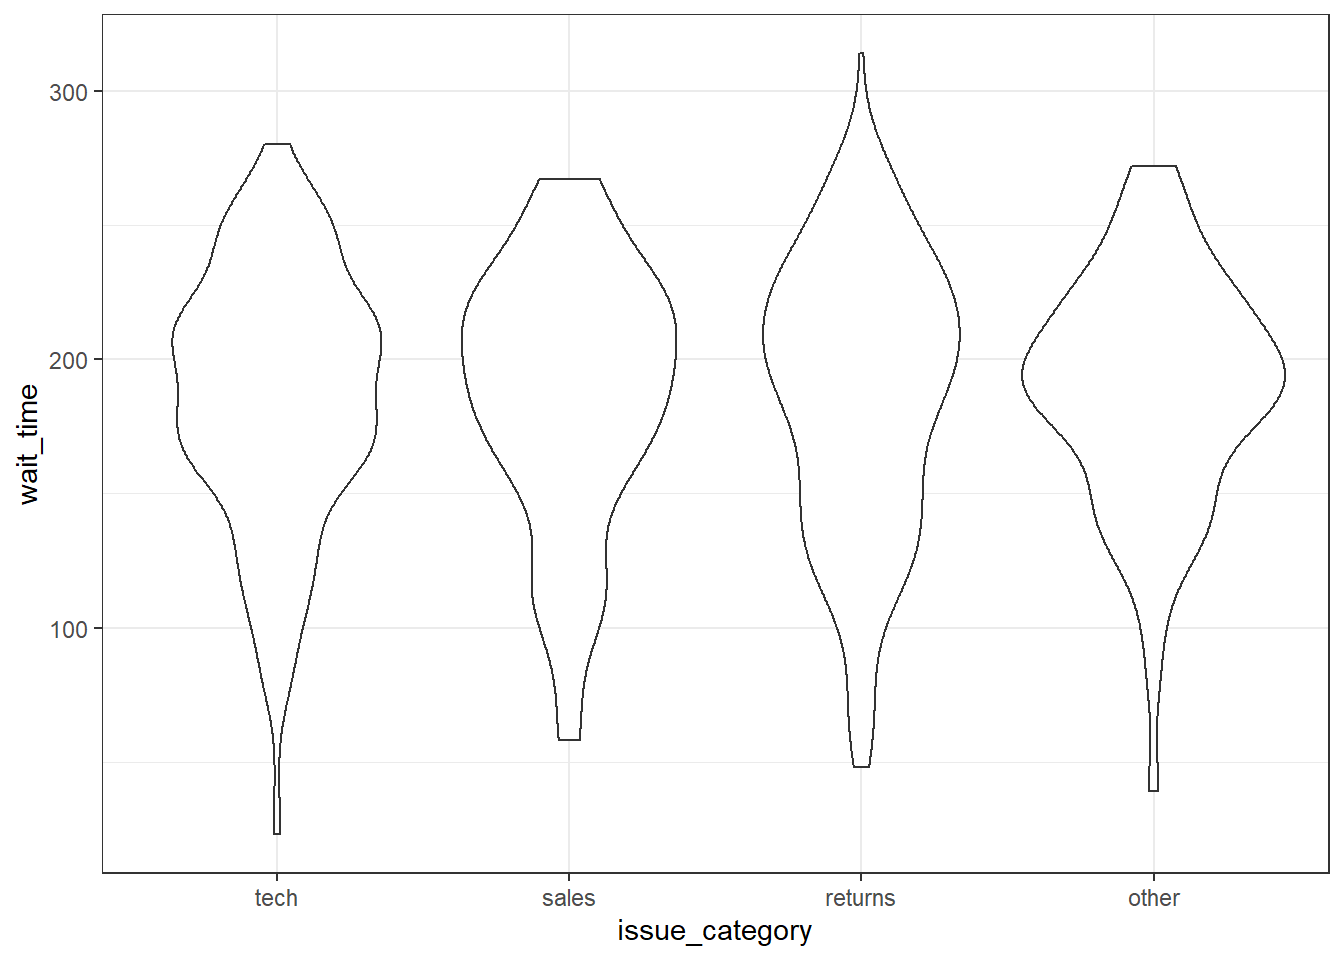 300
200
100
wait_time
tech sales returns other
issue_category